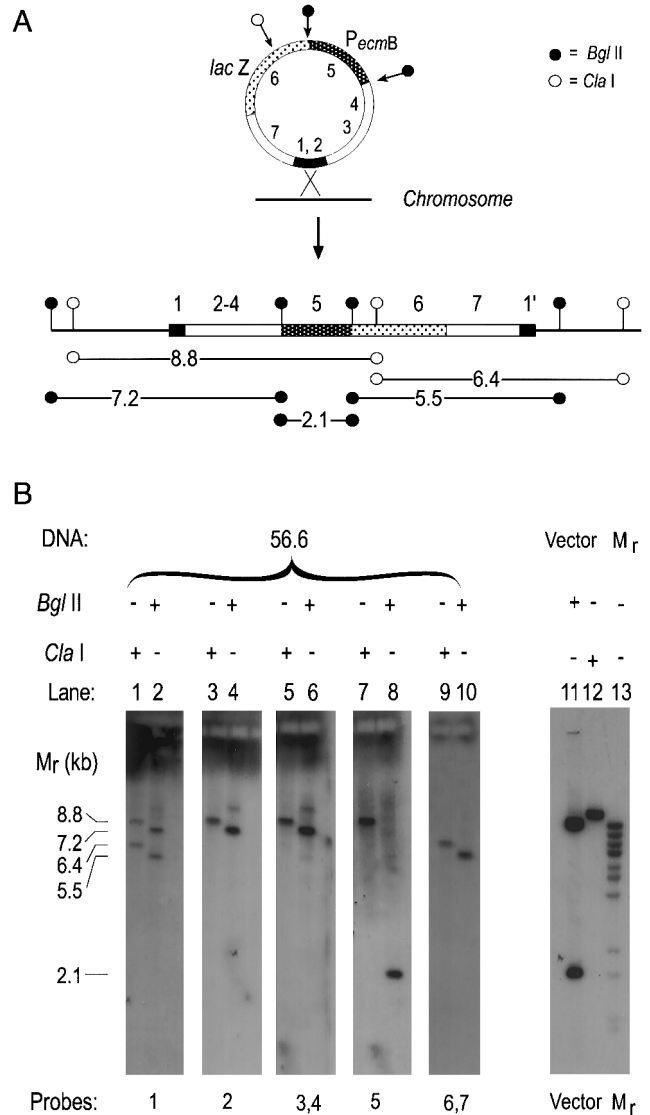 A
PecmB
lac Z
5
6
4
3
7
1, 2
● = Bgl II
○ = Cla I
Chromosome
1 2-4 5 6 7 1'
8.8
6.4
7.2 5.5
2.1
B
DNA: 56.6 Vector Mr
Bgl II - + - + - + - + - + + - -
Cla I + - + - + - + - + - - + -
Lane: 1 2 3 4 5 6 7 8 9 10 11 12 13
Mr (kb)
8.8
7.2
6.4
5.5
2.1
Probes: 1 2 3,4 5 6,7 Vector Mr